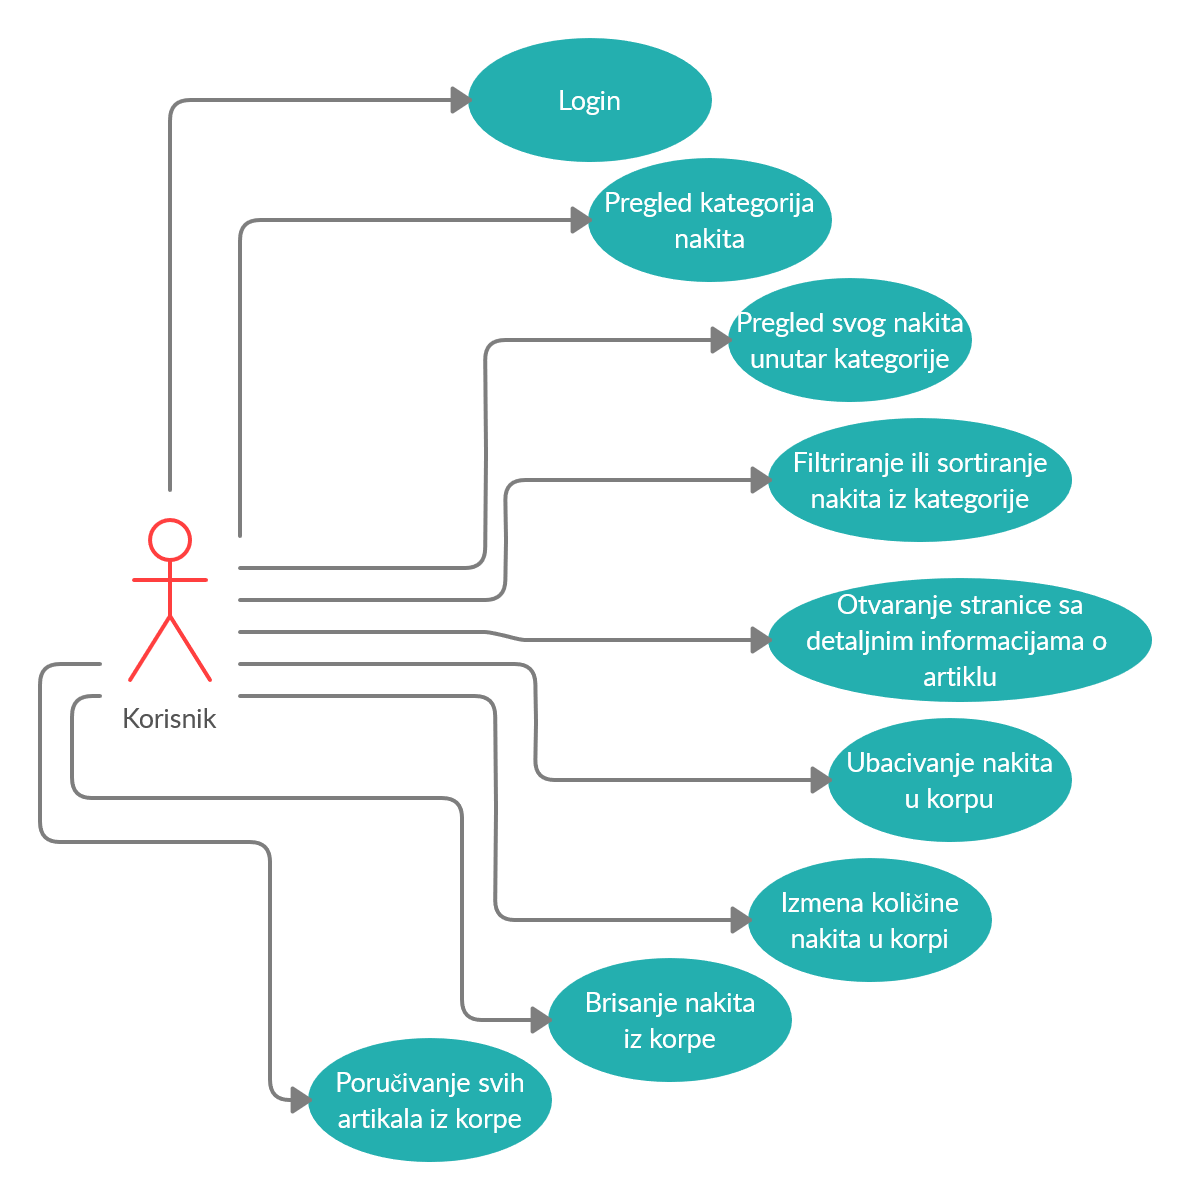 Login
Pregled kategorija
nakita
Pregled svog nakita
unutar kategorije
Filtriranje ili sortiranje
nakita iz kategorije
Otvaranje stranice sa
detaljnim informacijama o
artiklu
Korisnik
Ubacivanje nakita
u korpu
Izmena količine
nakita u korpi
Brisanje nakita
iz korpe
Poručivanje svih
artikala iz korpe